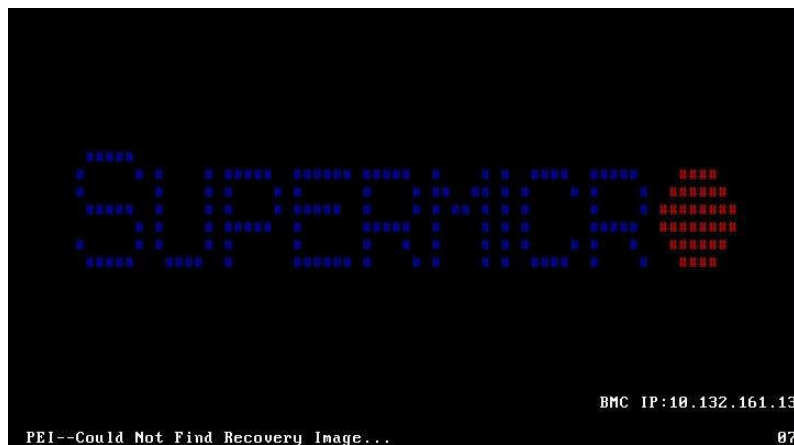 SUPERMICRO
BMC IP:10.132.161.13
PEI--Could Not Find Recovery Image...
07